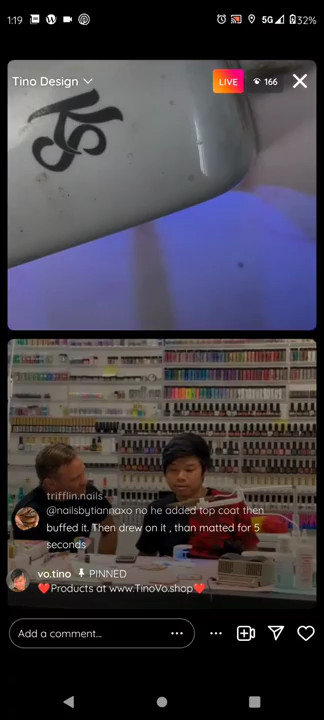 1:19
5G
32%
Tino Design
LIVE
166
trifflin.nails
@nailsbytiannaxo no he added top coat then
buffed it. Then drew on it , than matted for 5
seconds
vo.tino PINNED
❤️Products at www.TinoVo.shop❤️
Add a comment...